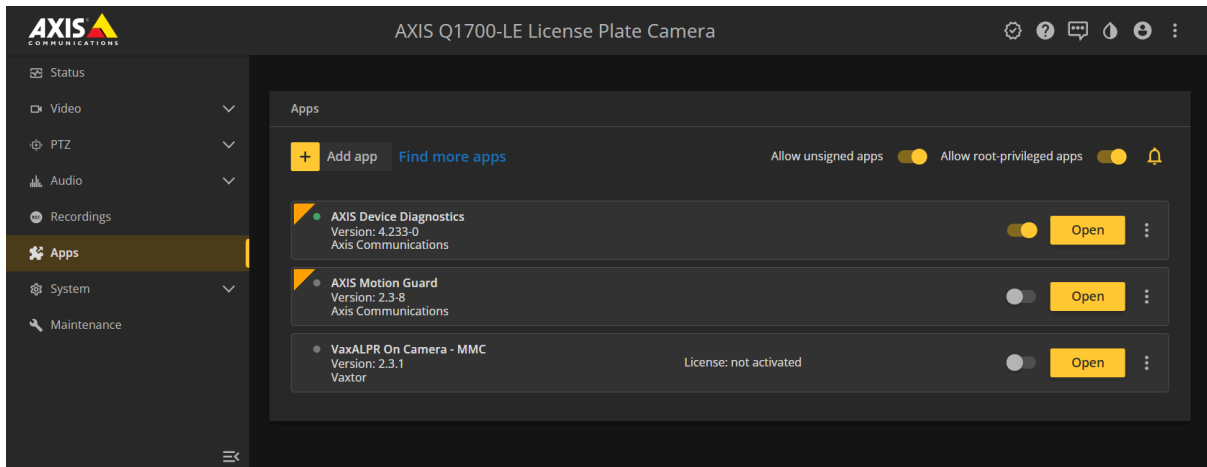 AXIS
COMMUNICATIONS
AXIS Q1700-LE License Plate Camera
Status
Video
PTZ
Audio
REC
Recordings
Apps
System
Maintenance
Apps
+ Add app Find more apps
Allow unsigned apps
Allow root-privileged apps
AXIS Device Diagnostics
Version: 4.233-0
Axis Communications
Open
AXIS Motion Guard
Version: 2.3-8
Axis Communications
Open
VaxALPR On Camera - MMC
Version: 2.3.1
Vaxtor
License: not activated
Open